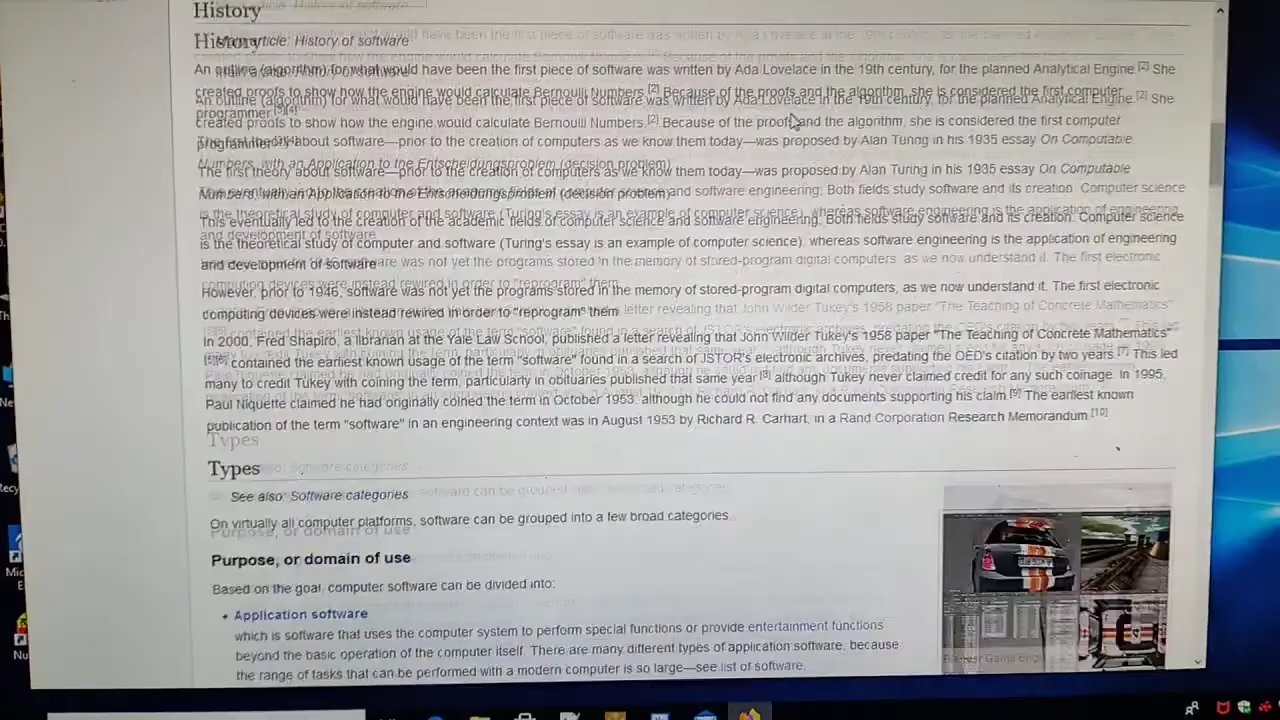 History
Main article: History of software
An outline (algorithm) for what would have been the first piece of software was written by Ada Lovelace in the 19th century, for the planned Analytical Engine.[2] She
created proofs to show how the engine would calculate Bernoulli Numbers.[2] Because of the proofs and the algorithm, she is considered the first computer
programmer.
The first theory about software—prior to the creation of computers as we know them today—was proposed by Alan Turing in his 1935 essay On Computable
Numbers, with an Application to the Entscheidungsproblem (decision problem)
This eventually led to the creation of the academic fields of computer science and software engineering. Both fields study software and its creation. Computer science
is the theoretical study of computer and software (Turing's essay is an example of computer science), whereas software engineering is the application of engineering
and development of software
However, prior to 1946, software was not yet the programs stored in the memory of stored-program digital computers, as we now understand it. The first electronic
computing devices were instead rewired in order to "reprogram" them
In 2000, Fred Shapiro, a librarian at the Yale Law School, published a letter revealing that John Wilder Tukey's 1958 paper "The Teaching of Concrete Mathematics"
[5][6] contained the earliest known usage of the term "software" found in a search of JSTOR's electronic archives, predating the OED's citation by two years.[7] This led
many to credit Tukey with coining the term, particularly in obituaries published that same year,[8] although Tukey never claimed credit for any such coinage. In 1995,
Paul Niquette claimed he had originally coined the term in October 1953, although he could not find any documents supporting his claim.[9] The earliest known
publication of the term "software" in an engineering context was in August 1953 by Richard R. Carhart, in a Rand Corporation Research Memorandum.[10]
Types
See also: Software categories
On virtually all computer platforms, software can be grouped into a few broad categories.
Purpose, or domain of use
Based on the goal, computer software can be divided into:
• Application software
which is software that uses the computer system to perform special functions or provide entertainment functions
beyond the basic operation of the computer itself. There are many different types of application software, because
the range of tasks that can be performed with a modern computer is so large—see list of software.